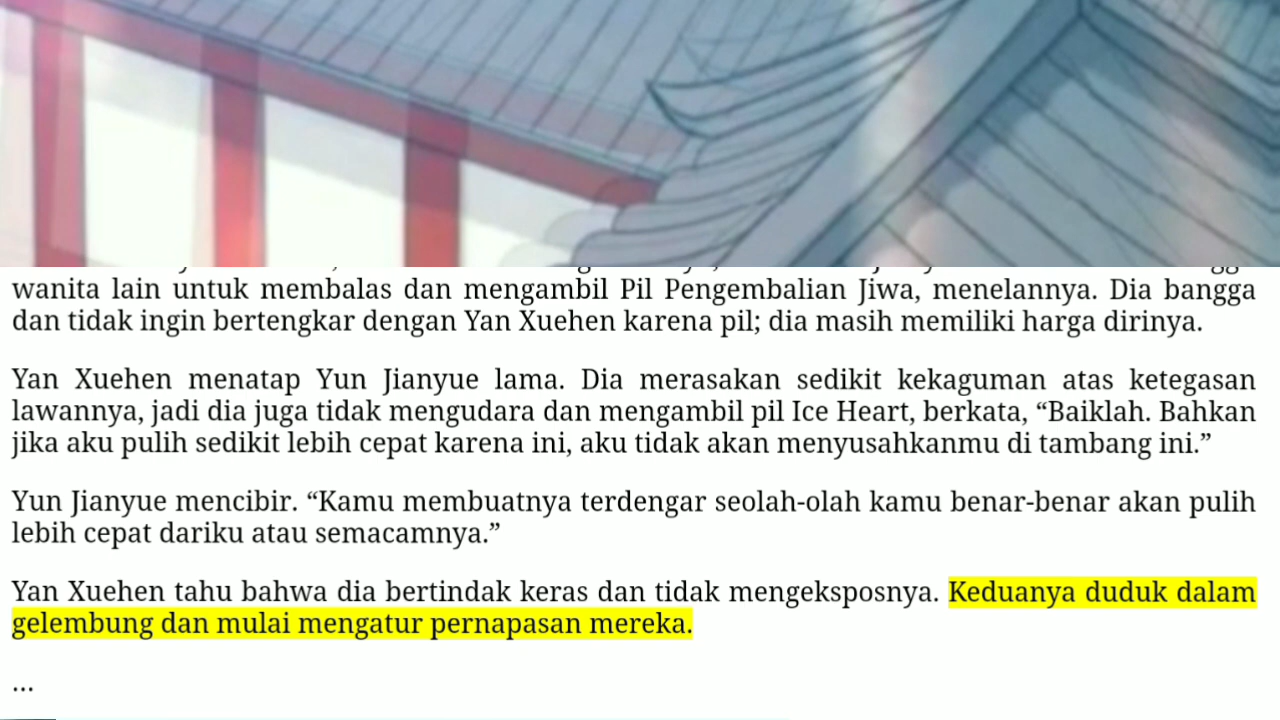 wanita lain untuk membalas dan mengambil Pil Pengembalian Jiwa, menelannya. Dia bangga
dan tidak ingin bertengkar dengan Yan Xuehen karena pil; dia masih memiliki harga dirinya.
Yan Xuehen menatap Yun Jianyue lama. Dia merasakan sedikit kekaguman atas ketegasan
lawannya, jadi dia juga tidak mengudara dan mengambil pil Ice Heart, berkata, “Baiklah. Bahkan
jika aku pulih sedikit lebih cepat karena ini, aku tidak akan menyusahkanmu di tambang ini.”
Yun Jianyue mencibir. “Kamu membuatnya terdengar seolah-olah kamu benar-benar akan pulih
lebih cepat dariku atau semacamnya.”
Yan Xuehen tahu bahwa dia bertindak keras dan tidak mengeksposnya. Keduanya duduk dalam
gelembung dan mulai mengatur pernapasan mereka.
...